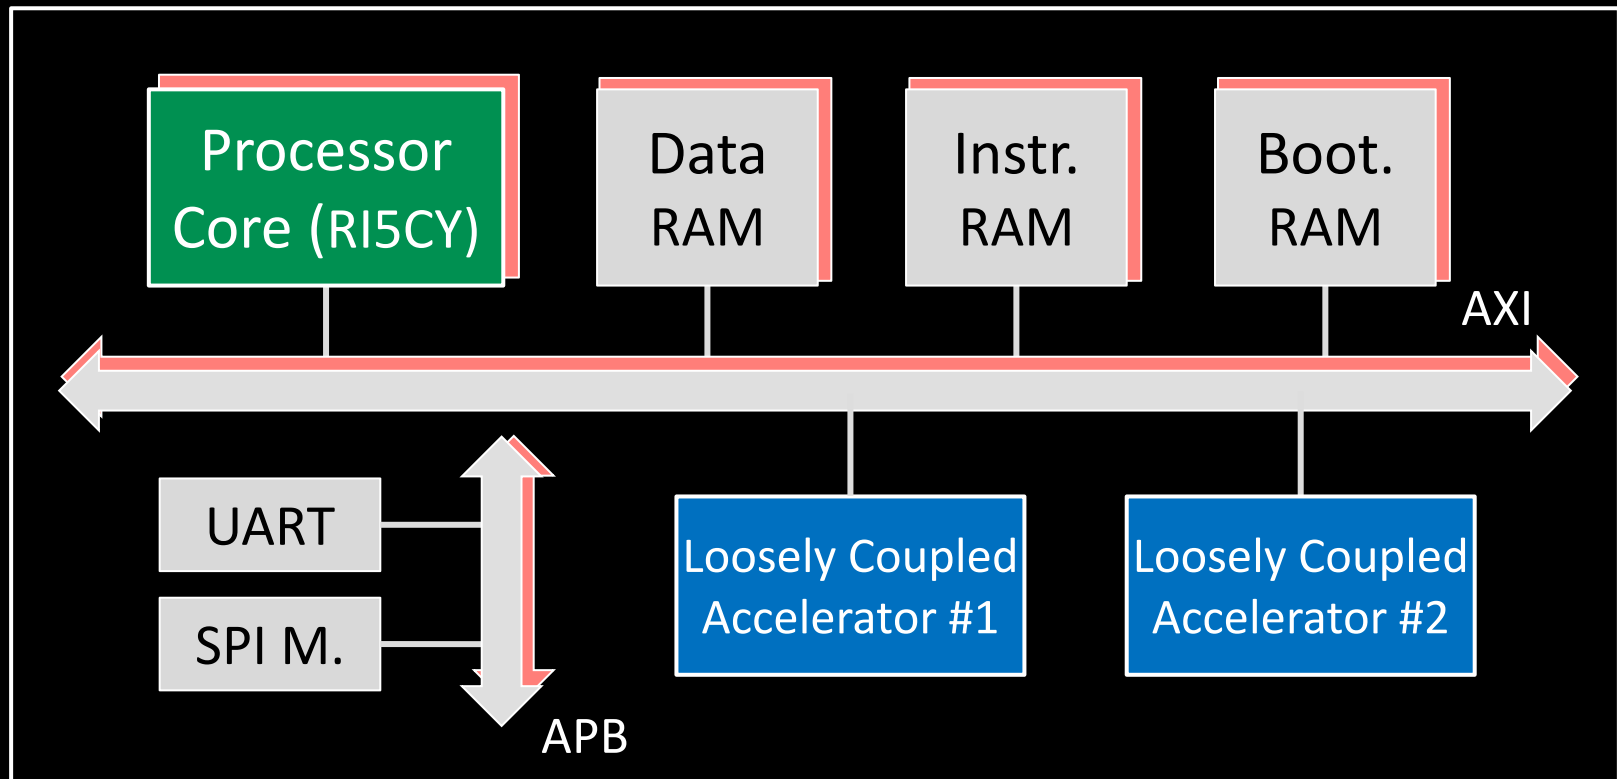 Processor
Core (RI5CY)
Data
RAM
Instr.
RAM
Boot.
RAM
AXI
UART
SPI M.
APB
Loosely Coupled
Accelerator #1
Loosely Coupled
Accelerator #2